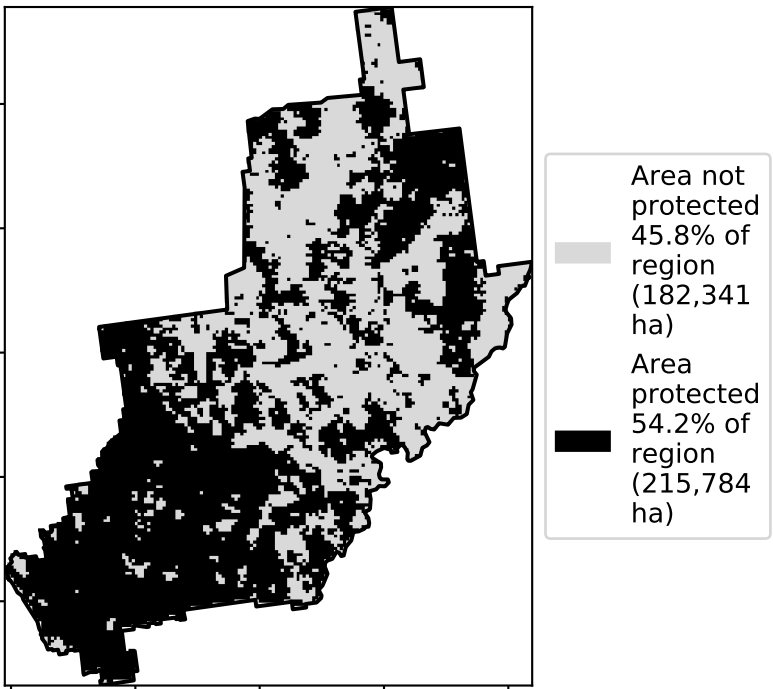 Area not
protected
45.8% of
region
(182,341
ha)
Area
protected
54.2% of
region
(215,784
ha)